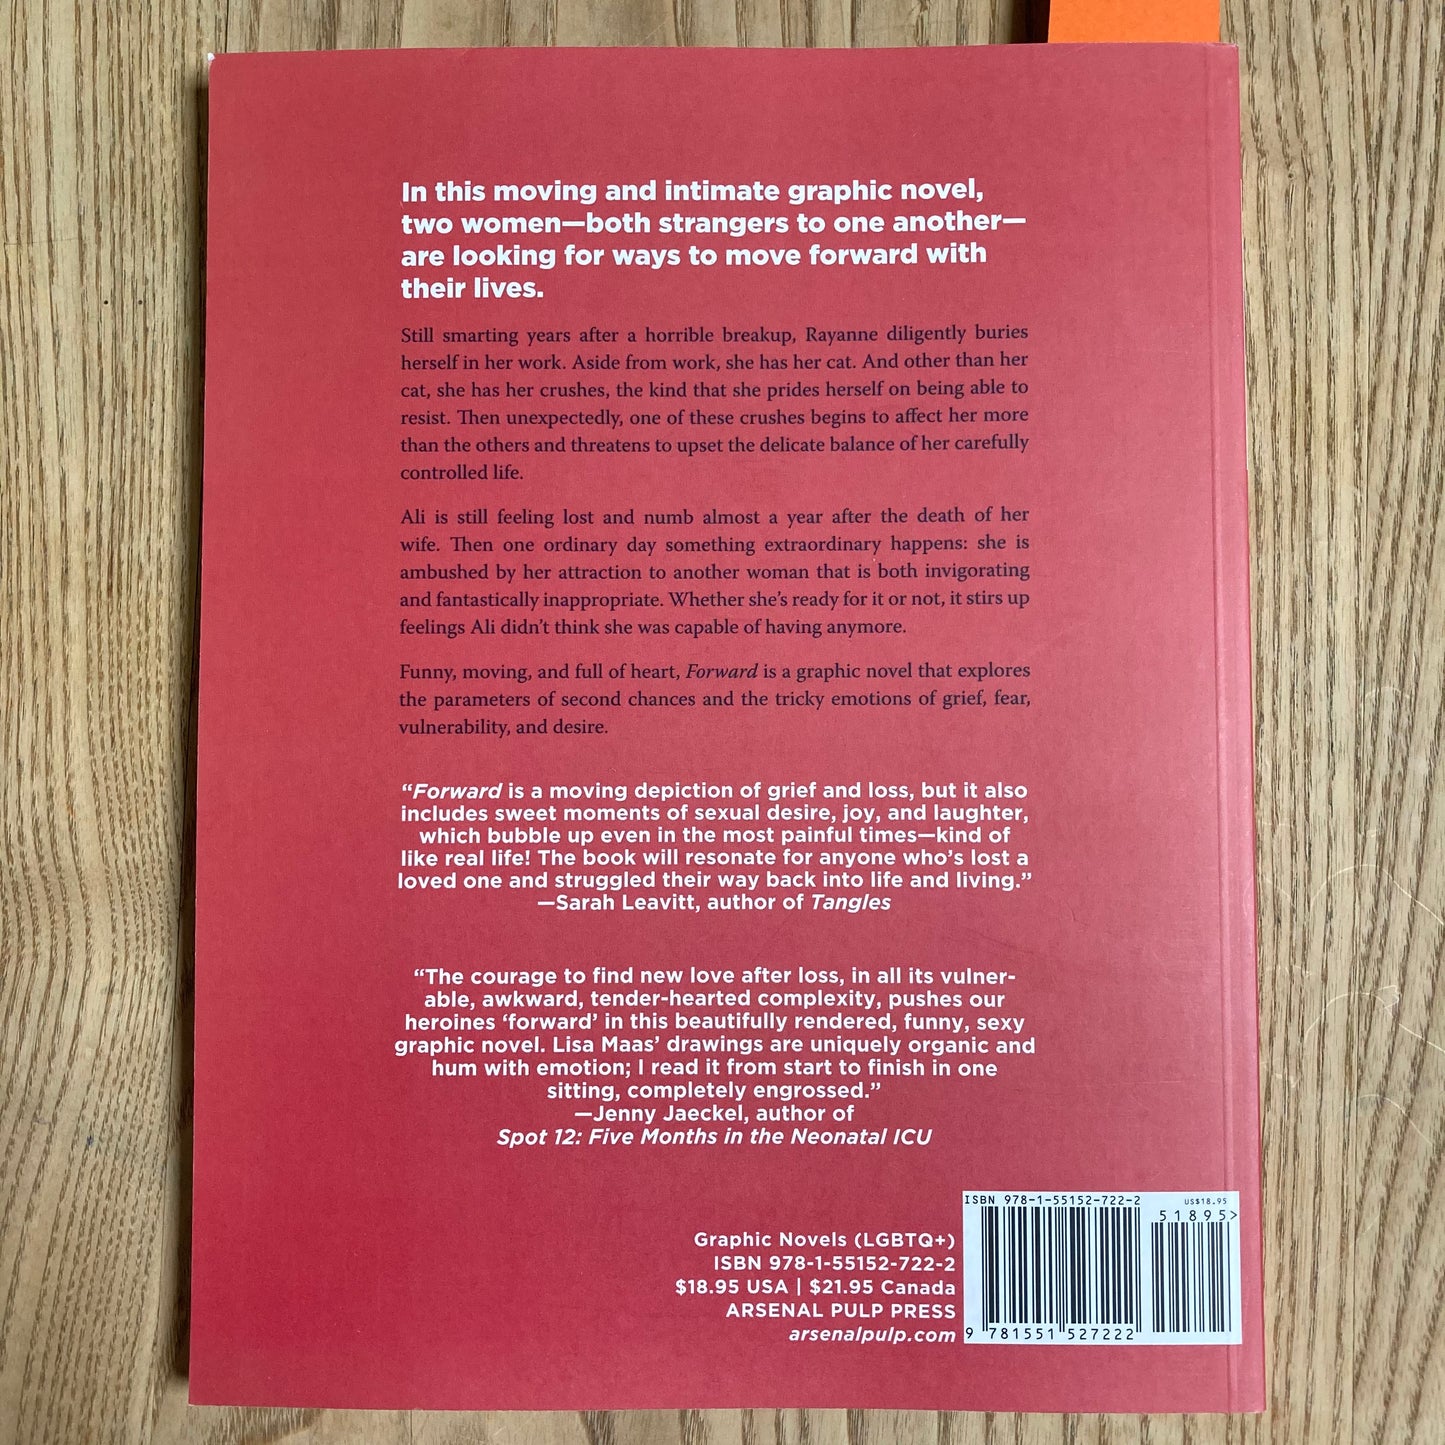 In this moving and intimate graphic novel,
two women—both strangers to one another—
are looking for ways to move forward with
their lives.
Still smarting years after a horrible breakup, Rayanne diligently buries
herself in her work. Aside from work, she has her cat. And other than her
cat, she has her crushes, the kind that she prides herself on being able to
resist. Then unexpectedly, one of these crushes begins to affect her more
than the others and threatens to upset the delicate balance of her carefully
controlled life.
Ali is still feeling lost and numb almost a year after the death of her
wife. Then one ordinary day something extraordinary happens: she is
ambushed by her attraction to another woman that is both invigorating
and fantastically inappropriate. Whether she's ready for it or not, it stirs up
feelings Ali didn't think she was capable of having anymore.
Funny, moving, and full of heart, Forward is a graphic novel that explores
the parameters of second chances and the tricky emotions of grief, fear,
vulnerability, and desire.
“Forward is a moving depiction of grief and loss, but it also
includes sweet moments of sexual desire, joy, and laughter,
which bubble up even in the most painful times—kind of
like real life! The book will resonate for anyone who's lost a
loved one and struggled their way back into life and living.”
—Sarah Leavitt, author of Tangles
“The courage to find new love after loss, in all its vulner-
able, awkward, tender-hearted complexity, pushes our
heroines ‘forward’ in this beautifully rendered, funny, sexy
graphic novel. Lisa Maas’ drawings are uniquely organic and
hum with emotion; I read it from start to finish in one
sitting, completely engrossed.”
—Jenny Jaeckel, author of
Spot 12: Five Months in the Neonatal ICU
Graphic Novels (LGBTQ+)
ISBN 978-1-55152-722-2
$18.95 USA | $21.95 Canada
ARSENAL PULP PRESS
arsenalpulp.com
ISBN 978-1-55152-722-2
US$18.95
51895>
9 781551 527222